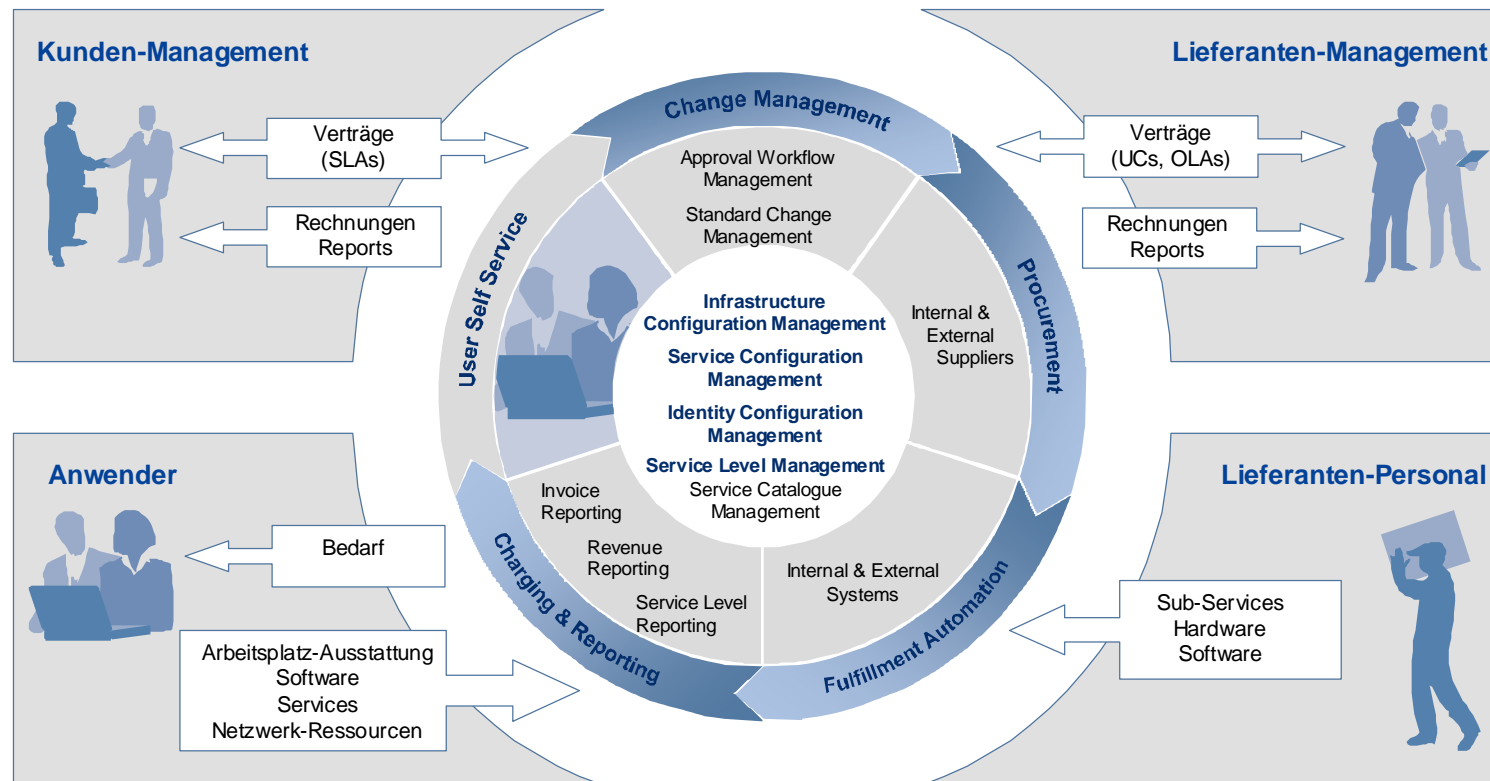 Kunden-Management
Verträge
(SLAs)
Rechnungen
Reports
Lieferanten-Management
Verträge
(UCs, OLAs)
Rechnungen
Reports
Change Management
Approval Workflow
Management
Standard Change
Management
User Self Service
Procurement
Internal &
External
Suppliers
Infrastructure
Configuration Management
Service Configuration
Management
Identity Configuration
Management
Service Level Management
Service Catalogue
Management
Invoice
Reporting
Revenue
Reporting
Service Level
Reporting
Charging & Reporting
Internal & External
Systems
Fulfillment Automation
Anwender
Bedarf
Arbeitsplatz-Ausstattung
Software
Services
Netzwerk-Ressourcen
Lieferanten-Personal
Sub-Services
Hardware
Software